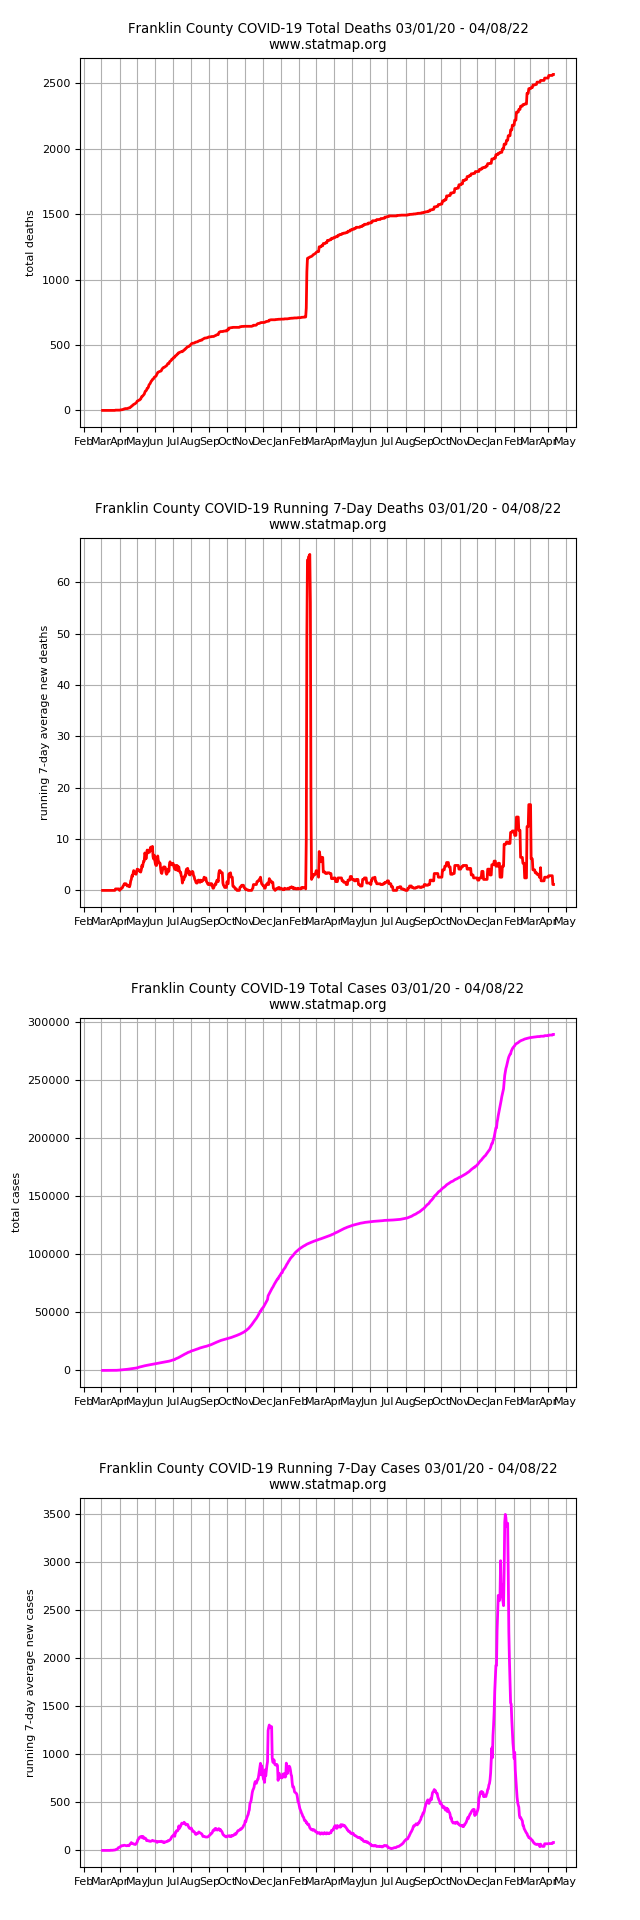 Franklin County COVID-19 Total Deaths 03/01/20 - 04/08/22
www.statmap.org
2500
2000
1500
1000
500
0
total deaths
Feb Mar Apr May Jun Jul Aug Sep Oct Nov Dec Jan Feb Mar Apr May Jun Jul Aug Sep Oct Nov Dec Jan Feb Mar Apr May
Franklin County COVID-19 Running 7-Day Deaths 03/01/20 - 04/08/22
www.statmap.org
60
50
40
30
20
10
0
running 7-day average new deaths
Feb Mar Apr May Jun Jul Aug Sep Oct Nov Dec Jan Feb Mar Apr May Jun Jul Aug Sep Oct Nov Dec Jan Feb Mar Apr May
Franklin County COVID-19 Total Cases 03/01/20 - 04/08/22
www.statmap.org
300000
250000
200000
150000
100000
50000
0
total cases
Feb Mar Apr May Jun Jul Aug Sep Oct Nov Dec Jan Feb Mar Apr May Jun Jul Aug Sep Oct Nov Dec Jan Feb Mar Apr May
Franklin County COVID-19 Running 7-Day Cases 03/01/20 - 04/08/22
www.statmap.org
3500
3000
2500
2000
1500
1000
500
0
running 7-day average new cases
Feb Mar Apr May Jun Jul Aug Sep Oct Nov Dec Jan Feb Mar Apr May Jun Jul Aug Sep Oct Nov Dec Jan Feb Mar Apr May